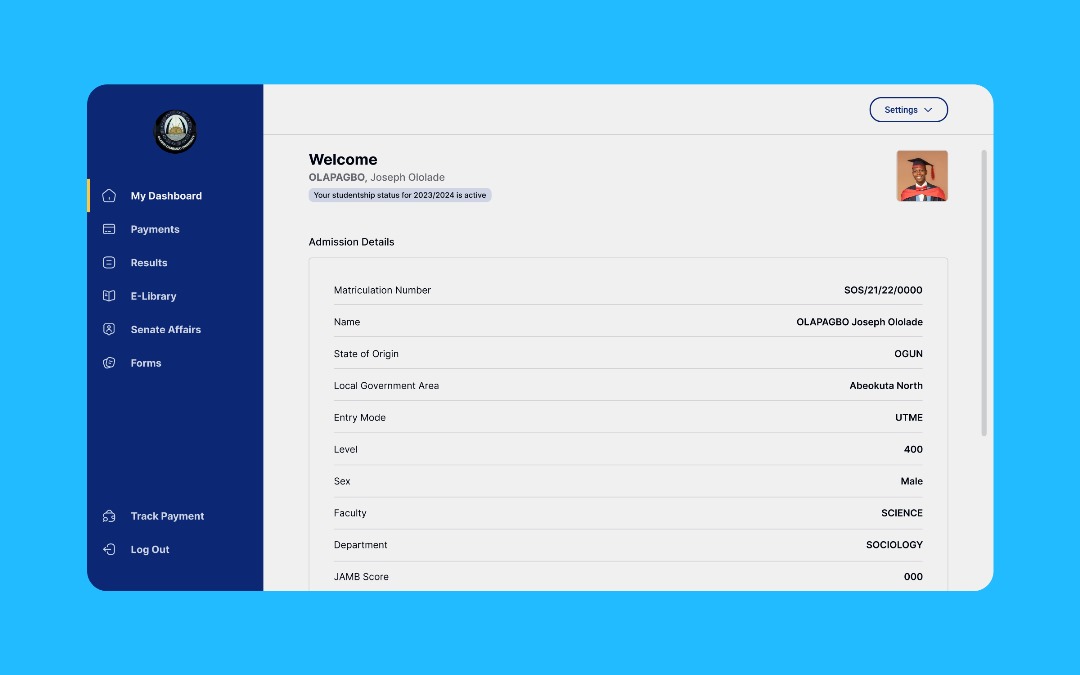 Settings
My Dashboard
Payments
Results
E-Library
Senate Affairs
Forms
Track Payment
Log Out
Welcome
OLAPAGBO, Joseph Ololade
Your studentship status for 2023/2024 is active
Admission Details
Matriculation Number SOS/21/22/0000
Name OLAPAGBO Joseph Ololade
State of Origin OGUN
Local Government Area Abeokuta North
Entry Mode UTME
Level 400
Sex Male
Faculty SCIENCE
Department SOCIOLOGY
JAMB Score 000